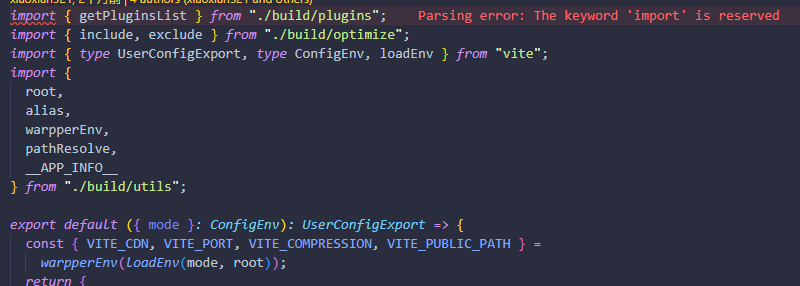 xiaoxian521, 2个月前 | 4 authors (xiaoxian521 and others)
import { getPluginsList } from "./build/plugins"; Parsing error: The keyword 'import' is reserved
import { include, exclude } from "./build/optimize";
import { type UserConfigExport, type ConfigEnv, loadEnv } from "vite";
import {
  root,
  alias,
  warpperEnv,
  pathResolve,
  __APP_INFO__
} from "./build/utils";
export default ({ mode }: ConfigEnv): UserConfigExport => {
  const { VITE_CDN, VITE_PORT, VITE_COMPRESSION, VITE_PUBLIC_PATH } =
    warpperEnv(loadEnv(mode, root));
  return {